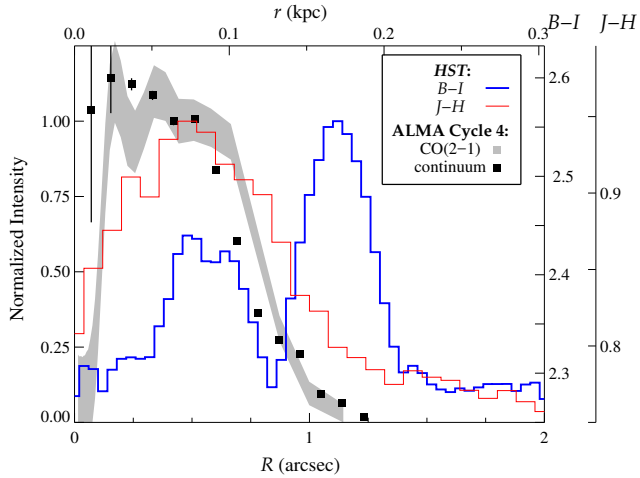 r (kpc)
0.0 0.1 0.2 0.3
B−I J−H
HST:
B−I
J−H
ALMA Cycle 4:
CO(2−1)
continuum
Normalized Intensity
1.00
0.75
0.50
0.25
0.00
2.6
2.5
2.4
2.3
0.9
0.8
0 1 2
R (arcsec)